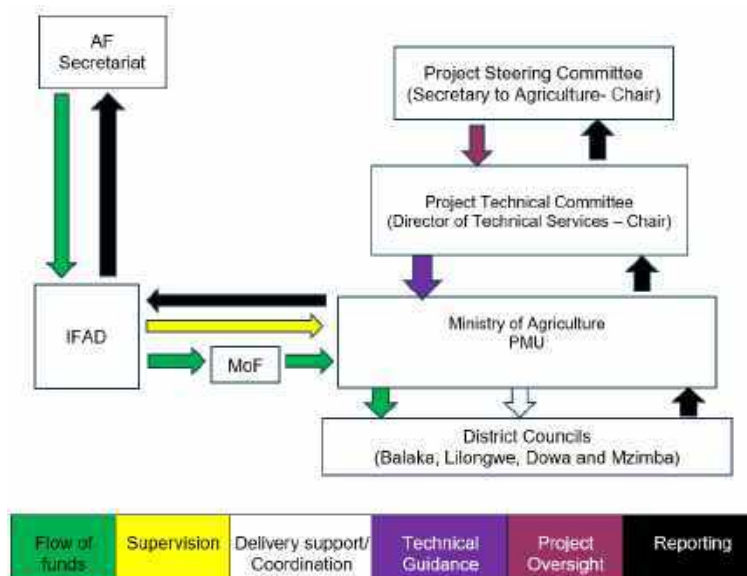 AF
Secretariat
Project Steering Committee
(Secretary to Agriculture- Chair)
Project Technical Committee
(Director of Technical Services – Chair)
IFAD
MoF
Ministry of Agriculture
PMU
District Councils
(Balaka, Lilongwe, Dowa and Mzimba)
Flow of
funds
Supervision
Delivery support/
Coordination
Technical
Guidance
Project
Oversight
Reporting